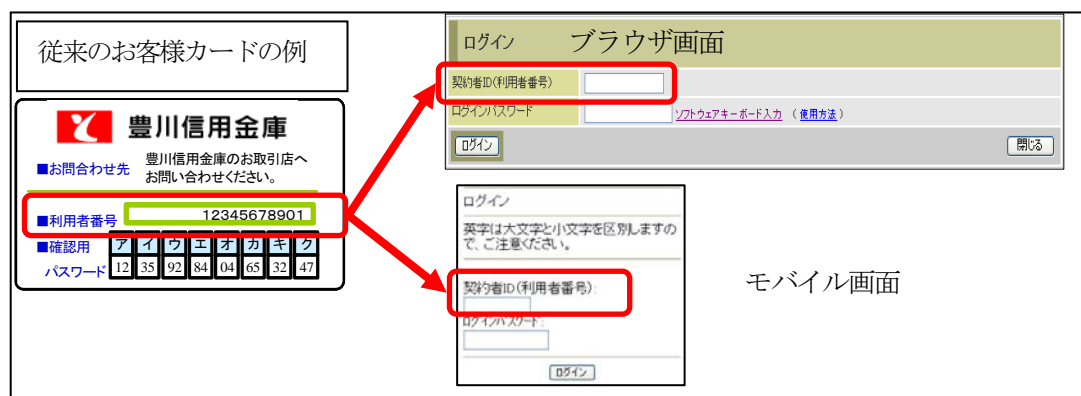 従来のお客様カードの例
豊川信用金庫
■お問合わせ先
豊川信用金庫のお取引店へ
お問い合わせください。
■利用者番号 12345678901
■確認用
パスワード
ア イ ウ エ オ カ キ ク
12 35 92 84 04 65 32 47
ログイン ブラウザ画面
契約者ID(利用者番号)
ログインパスワード ソフトウェアキーボード入力 (使用方法)
ログイン 閉じる
ログイン
英字は大文字と小文字を区別しますの
で、ご注意ください。
契約者ID(利用者番号):
ログインパスワード:
ログイン
モバイル画面